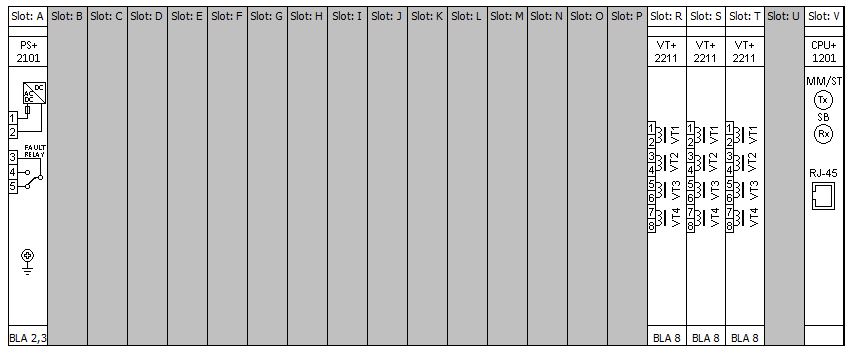 Slot: A Slot: B Slot: C Slot: D Slot: E Slot: F Slot: G Slot: H Slot: I Slot: J Slot: K Slot: L Slot: M Slot: N Slot: O Slot: P Slot: R Slot: S Slot: T Slot: U Slot: V
PS+ VT+ VT+ VT+ CPU+
2101 2211 2211 2211 1201
MM/ST
DC
AC
DC
Tx
1
SB
2
Rx
1 1 1
VT1 VT1 VT1
2 2 2
FAULT
RELAY
3
3 3 3
VT2 VT2 VT2
4 4 4
4
RJ-45
5
5 5 5
VT3 VT3 VT3
6 6 6
7 7 7
VT4 VT4 VT4
8 8 8
BLA 2,3 BLA 8 BLA 8 BLA 8